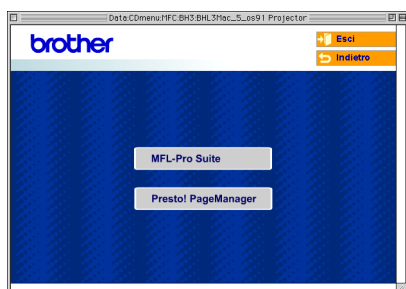 Data:CDmenu:MFC:BH3:BHL3Mac_5_os91 Projector
brother
Esci
Indietro
MFL-Pro Suite
Presto! PageManager